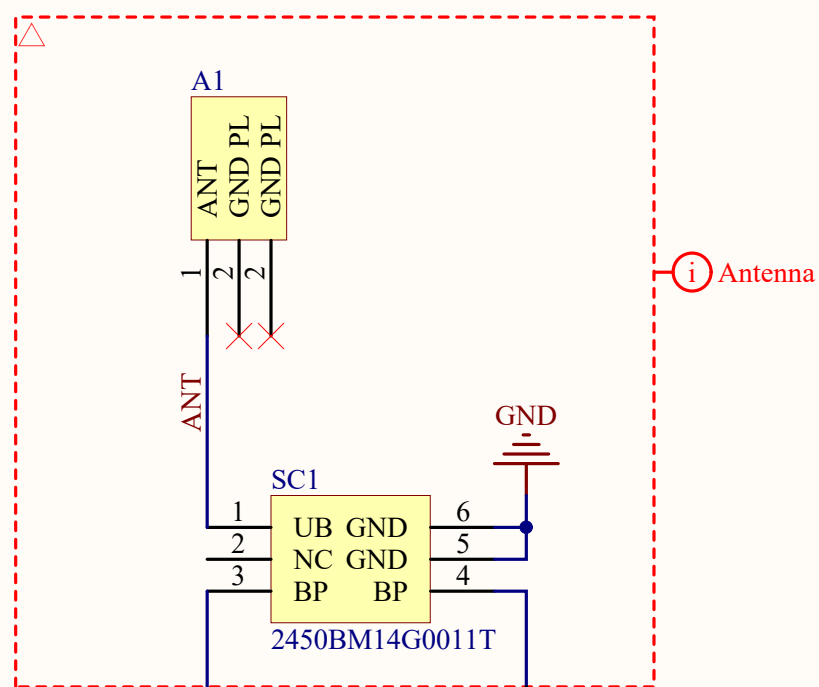 A1
ANT
GND PL
GND PL
1
2
2
i Antenna
ANT
GND
SC1
1 UB GND 6
2 NC GND 5
3 BP BP 4
2450BM14G0011T